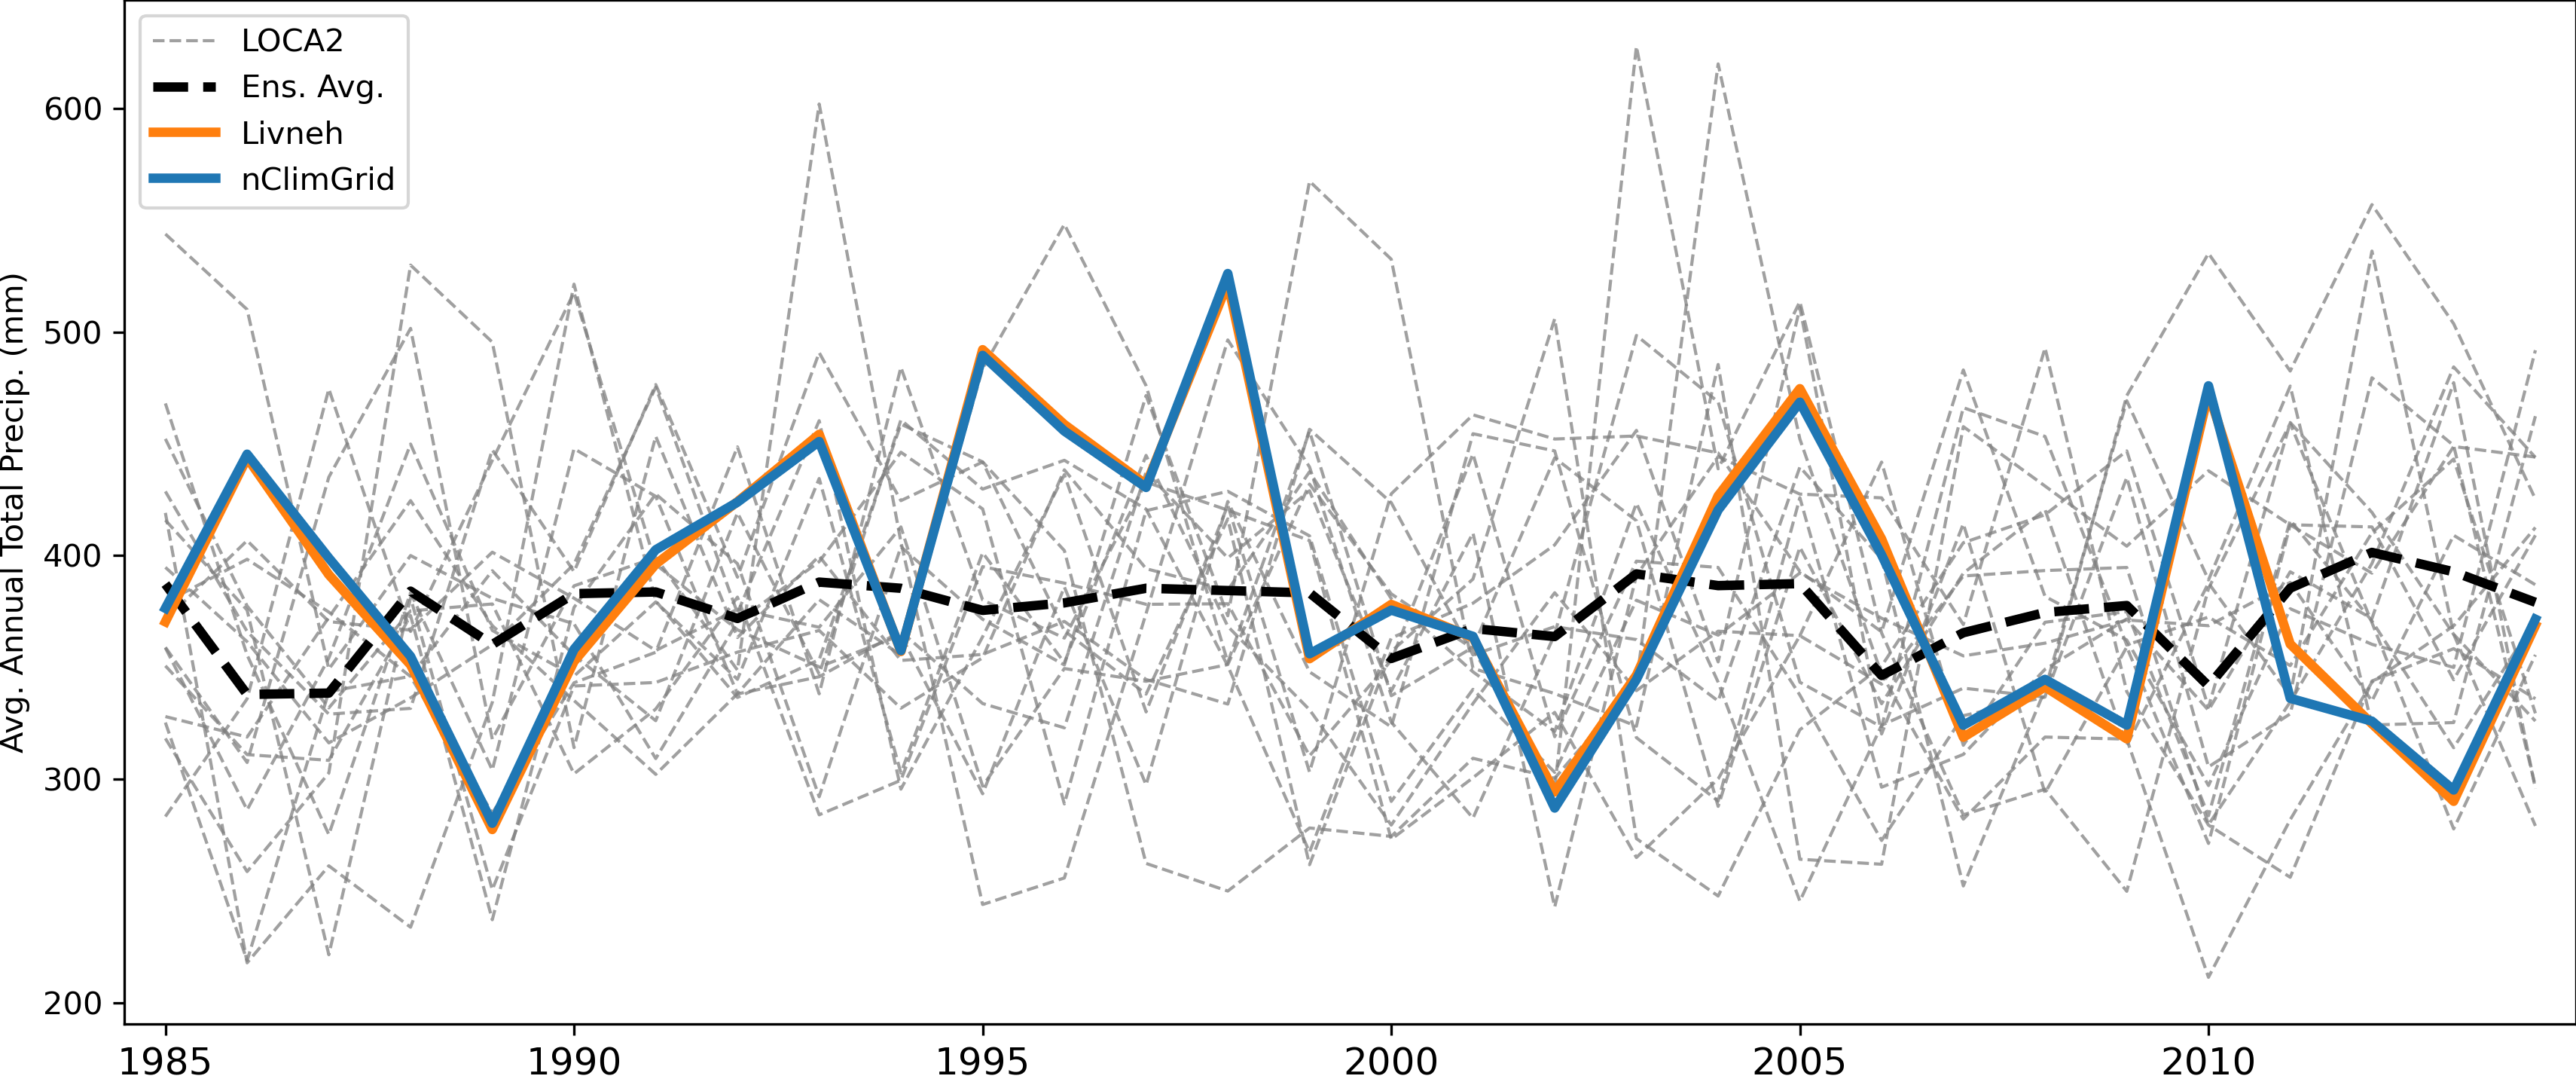 LOCA2
Ens. Avg.
Livneh
nClimGrid
Avg. Annual Total Precip. (mm)
600
500
400
300
200
1985 1990 1995 2000 2005 2010